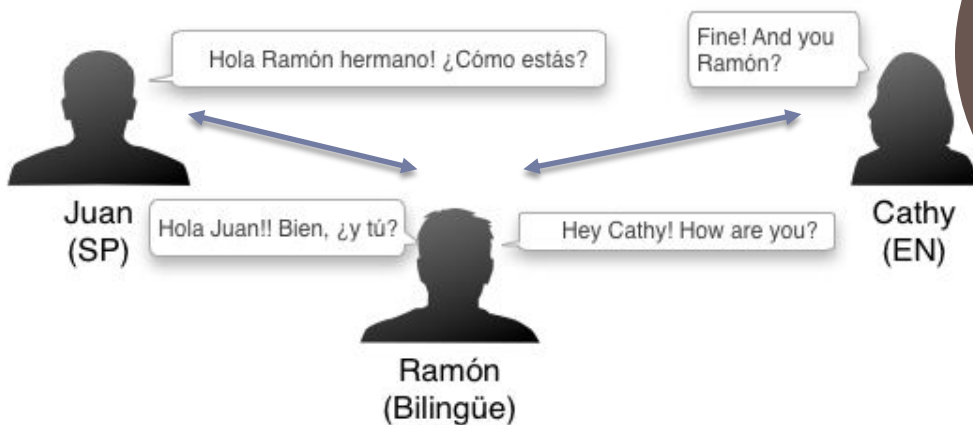 Hola Ramón hermano! ¿Cómo estás?
Fine! And you
Ramón?
Juan
(SP)
Hola Juan!! Bien, ¿y tú?
Hey Cathy! How are you?
Cathy
(EN)
Ramón
(Bilingüe)